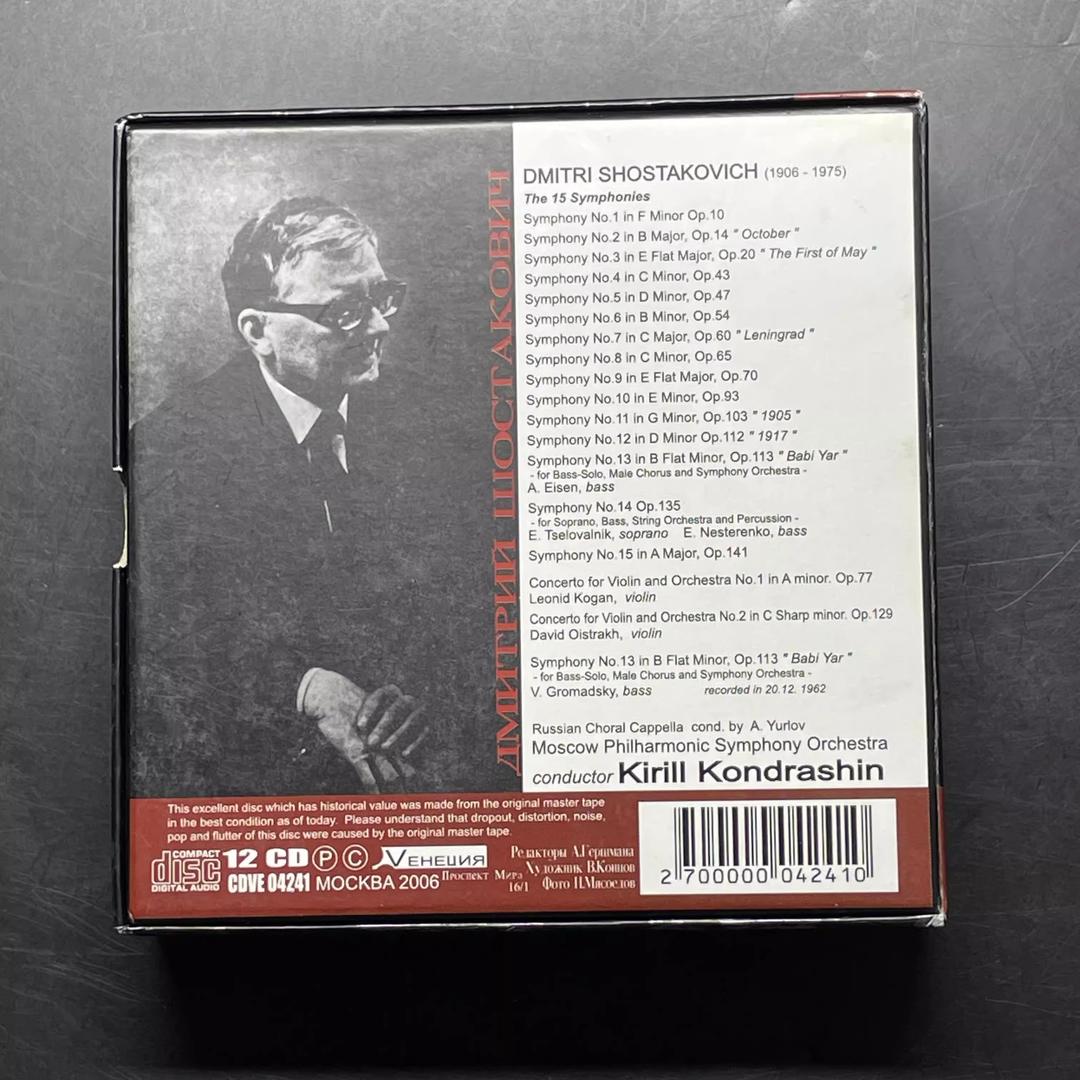 ДМИТРИЙ ШОСТАКОВИЧ
DMITRI SHOSTAKOVICH (1906 - 1975)
The 15 Symphonies
Symphony No.1 in F Minor Op.10
Symphony No.2 in B Major, Op.14 " October "
Symphony No.3 in E Flat Major, Op.20 " The First of May "
Symphony No.4 in C Minor, Op.43
Symphony No.5 in D Minor, Op.47
Symphony No.6 in B Minor, Op.54
Symphony No.7 in C Major, Op.60 " Leningrad "
Symphony No.8 in C Minor, Op.65
Symphony No.9 in E Flat Major, Op.70
Symphony No.10 in E Minor, Op.93
Symphony No.11 in G Minor, Op.103 " 1905 "
Symphony No.12 in D Minor Op.112 " 1917 "
Symphony No.13 in B Flat Minor, Op.113 " Babi Yar "
- for Bass-Solo, Male Chorus and Symphony Orchestra -
A. Eisen, bass
Symphony No.14 Op.135
- for Soprano, Bass, String Orchestra and Percussion -
E. Tselovalnik, soprano E. Nesterenko, bass
Symphony No.15 in A Major, Op.141
Concerto for Violin and Orchestra No.1 in A minor. Op.77
Leonid Kogan, violin
Concerto for Violin and Orchestra No.2 in C Sharp minor. Op.129
David Oistrakh, violin
Symphony No.13 in B Flat Minor, Op.113 " Babi Yar "
- for Bass-Solo, Male Chorus and Symphony Orchestra -
V. Gromadsky, bass recorded in 20.12. 1962
Russian Choral Cappella cond. by A. Yurlov
Moscow Philharmonic Symphony Orchestra
conductor Kirill Kondrashin
This excellent disc which has historical value was made from the original master tape
in the best condition as of today. Please understand that dropout, distortion, noise,
pop and flutter of this disc were caused by the original master tape.
COMPACT
disc
DIGITAL AUDIO
12 CD Ⓟ Ⓒ ВЕНЕЦИЯ
CDVE 04241 МОСКВА 2006
Проспект Мира
16/1
Редакторы
Художник В.Коннов
Фото П.Мясоедов
2 700000 042410